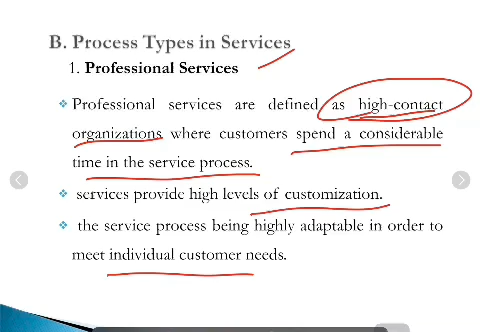 B. Process Types in Services
1. Professional Services
Professional services are defined as high-contact
organizations where customers spend a considerable
time in the service process.
services provide high levels of customization.
the service process being highly adaptable in order to
meet individual customer needs.